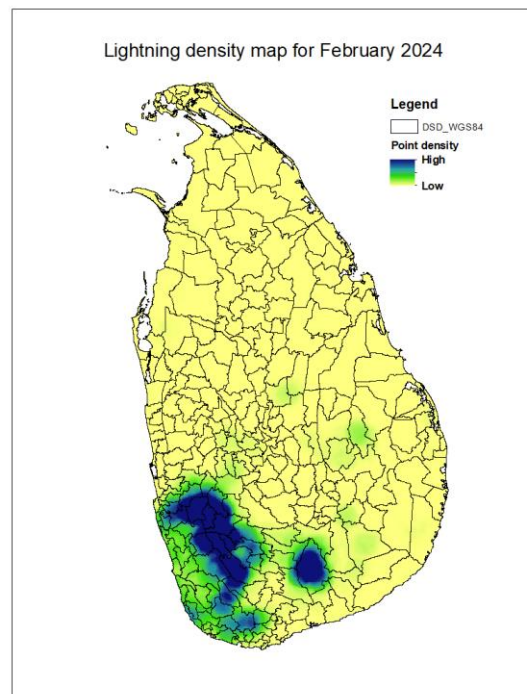 Lightning density map for February 2024
Legend
DSD_WGS84
Point density
High
Low